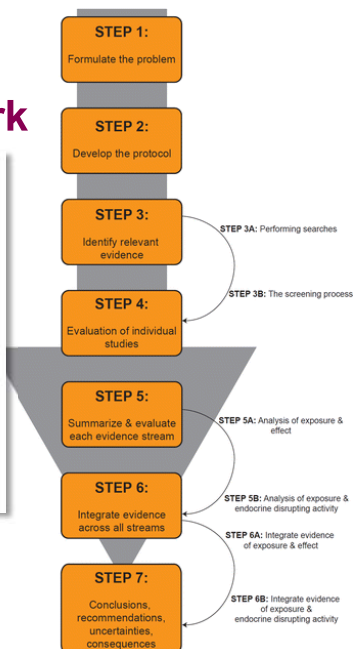 STEP 1:
Formulate the problem
rk
STEP 2:
Develop the protocol
STEP 3:
Identify relevant
evidence
STEP 3A: Performing searches
STEP 3B: The screening process
STEP 4:
Evaluation of individual
studies
STEP 5:
Summarize & evaluate
each evidence stream
STEP 5A: Analysis of exposure &
effect
STEP 5B: Analysis of exposure &
endocrine disrupting activity
STEP 6:
Integrate evidence
across all streams
STEP 6A: Integrate evidence
of exposure & effect
STEP 7:
Conclusions,
recommendations,
uncertainties,
consequences
STEP 6B: Integrate evidence
of exposure &
endocrine disrupting activity